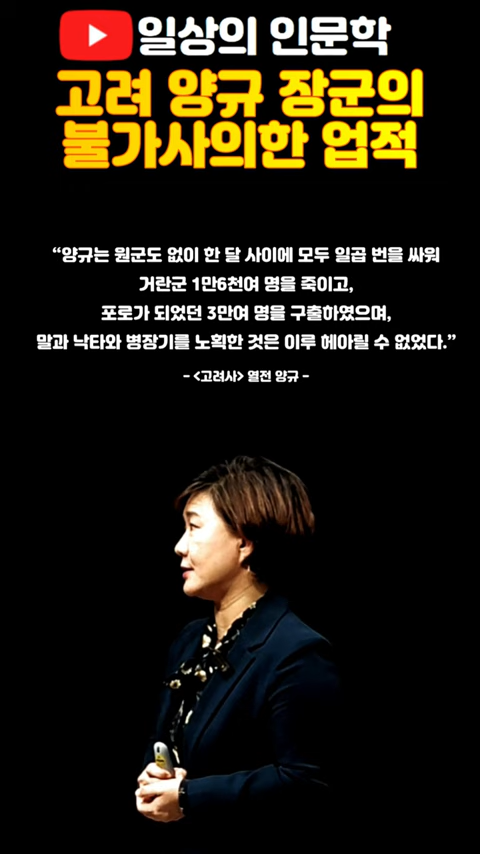 일상의 인문학
고려 양규 장군의
불가사의한 업적
“양규는 원군도 없이 한 달 사이에 모두 일곱 번을 싸워
거란군 1만6천여 명을 죽이고,
포로가 되었던 3만여 명을 구출하였으며,
말과 낙타와 병장기를 노획한 것은 이루 헤아릴 수 없었다.”
- <고려사> 열전 양규 -